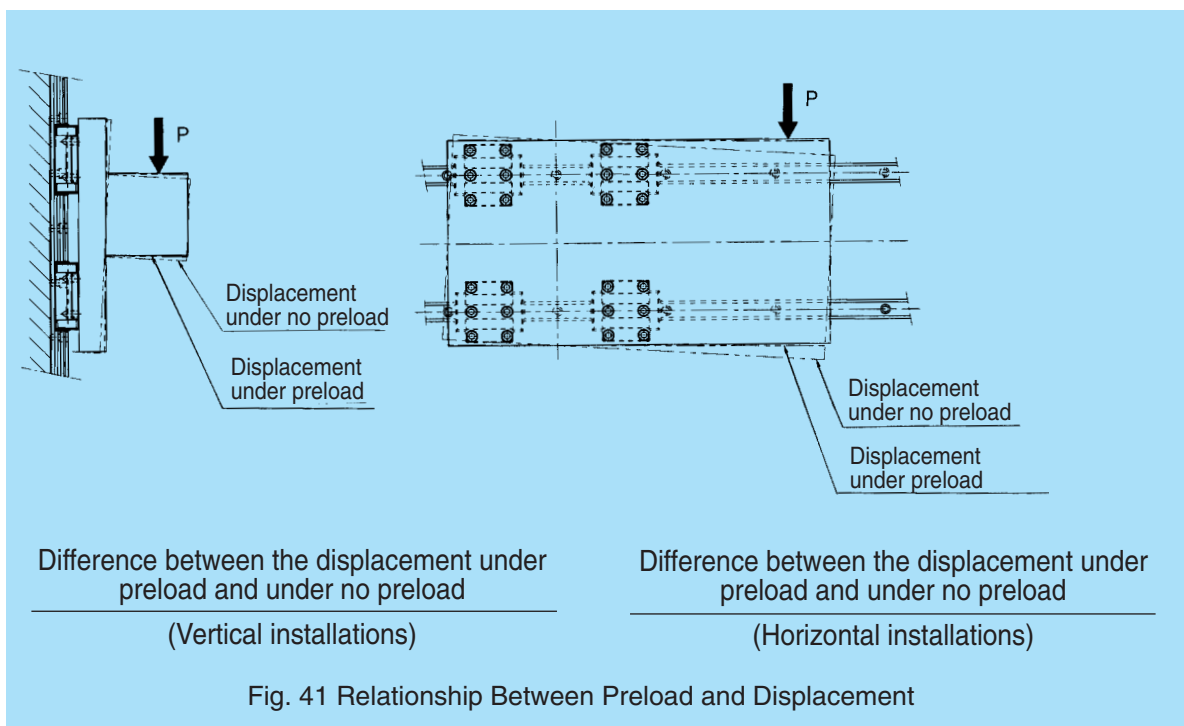 P
Displacement
under no preload
Displacement
under preload
Difference between the displacement under
preload and under no preload
(Vertical installations)
P
Displacement
under no preload
Displacement
under preload
Difference between the displacement under
preload and under no preload
(Horizontal installations)
Fig. 41 Relationship Between Preload and Displacement